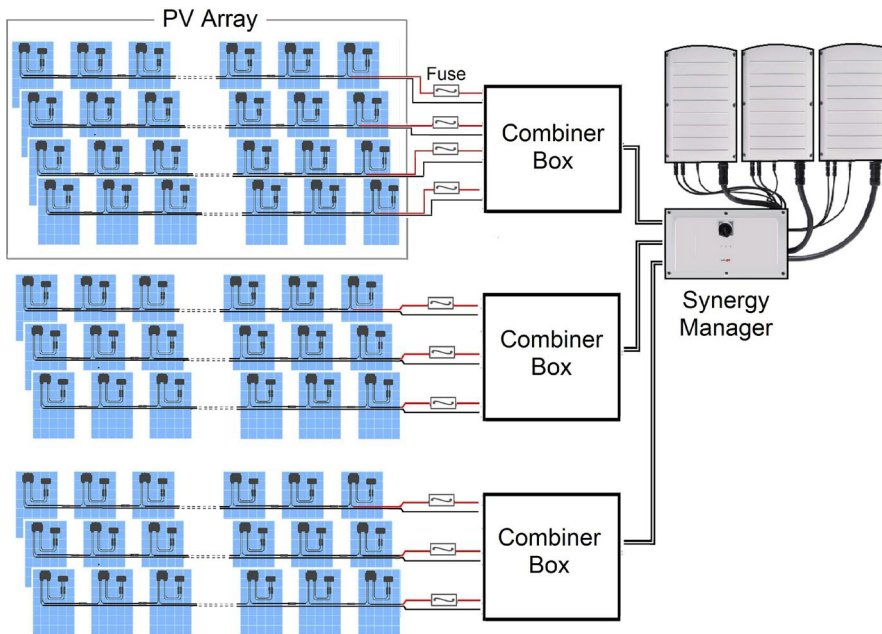 PV Array
Fuse
Combiner
Box
Synergy
Manager
Combiner
Box
Combiner
Box